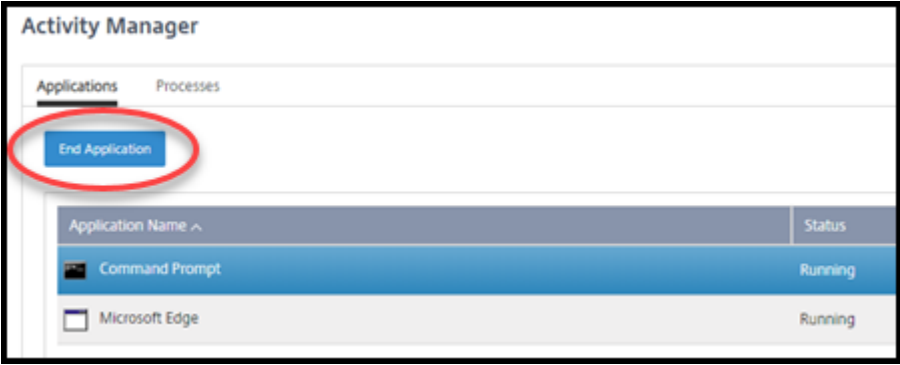 Activity Manager
Applications Processes
End Application
Application Name Status
Command Prompt Running
Microsoft Edge Running